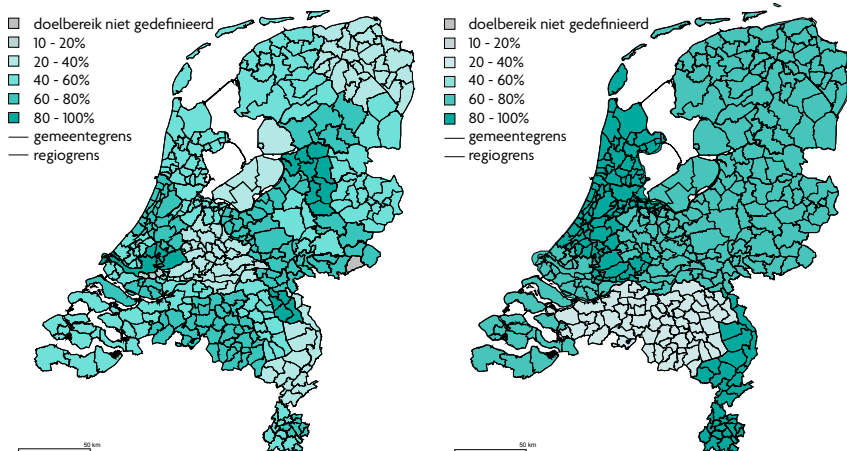 doelbereik niet gedefinieerd
10 - 20%
20 - 40%
40 - 60%
60 - 80%
80 - 100%
gemeentegrens
regiogrens
50 km
doelbereik niet gedefinieerd
10 - 20%
20 - 40%
40 - 60%
60 - 80%
80 - 100%
gemeentegrens
regiogrens
50 km